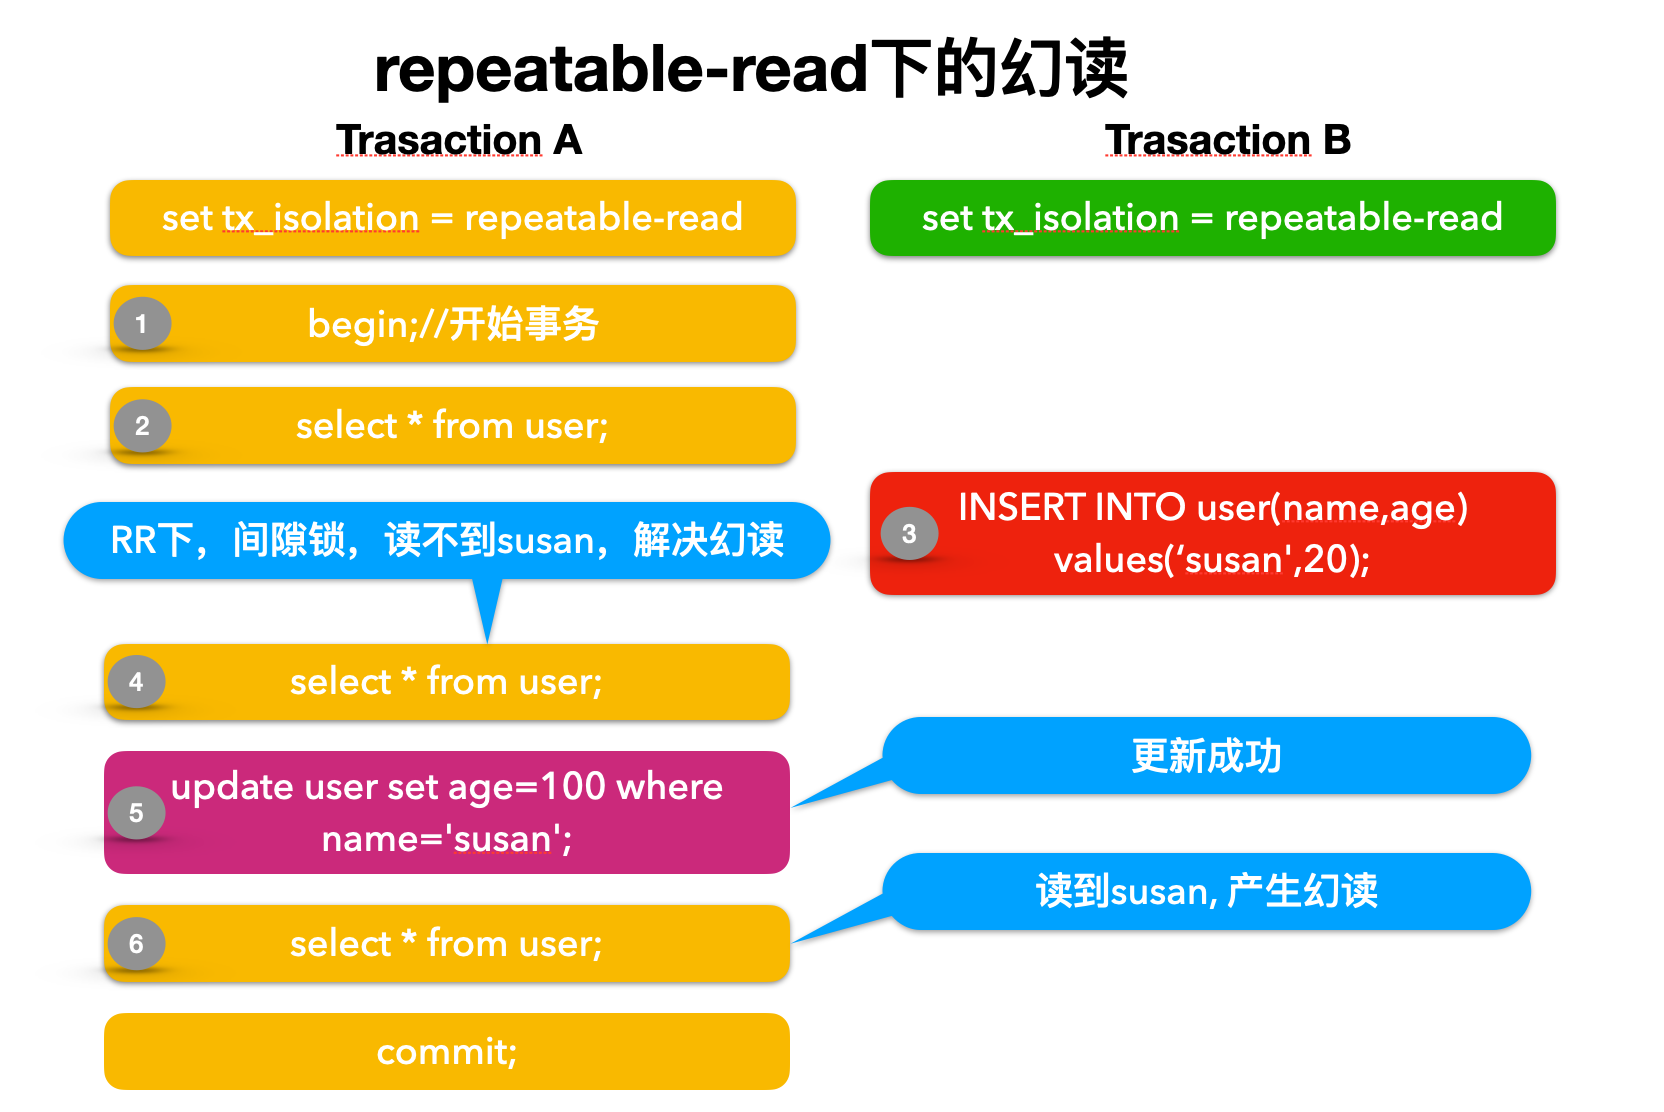 repeatable-read下的幻读
Trasaction A
Trasaction B
set tx_isolation = repeatable-read
set tx_isolation = repeatable-read
1
begin;//开始事务
2
select * from user;
3
INSERT INTO user(name,age)
values(‘susan',20);
RR下，间隙锁，读不到susan，解决幻读
4
select * from user;
5
update user set age=100 where
name='susan';
更新成功
6
select * from user;
读到susan, 产生幻读
commit;